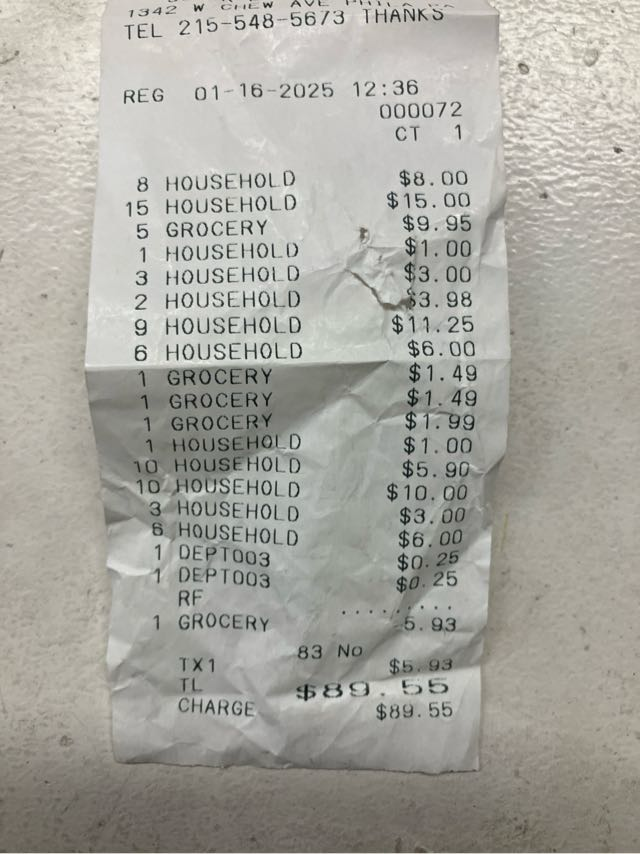 1342 W CHEW AVE PHILA PA
TEL 215-548-5673 THANKS
REG 01-16-2025 12:36
000072
CT 1
8 HOUSEHOLD $8.00
15 HOUSEHOLD $15.00
5 GROCERY $9.95
1 HOUSEHOLD $1.00
3 HOUSEHOLD $3.00
2 HOUSEHOLD $3.98
9 HOUSEHOLD $11.25
6 HOUSEHOLD $6.00
1 GROCERY $1.49
1 GROCERY $1.49
1 GROCERY $1.99
1 HOUSEHOLD $1.00
10 HOUSEHOLD $5.90
10 HOUSEHOLD $10.00
3 HOUSEHOLD $3.00
6 HOUSEHOLD $6.00
1 DEPT003 $0.25
1 DEPT003 $0.25
RF .........
1 GROCERY -5.93
83 No
TX1 $5.93
TL $89.55
CHARGE $89.55